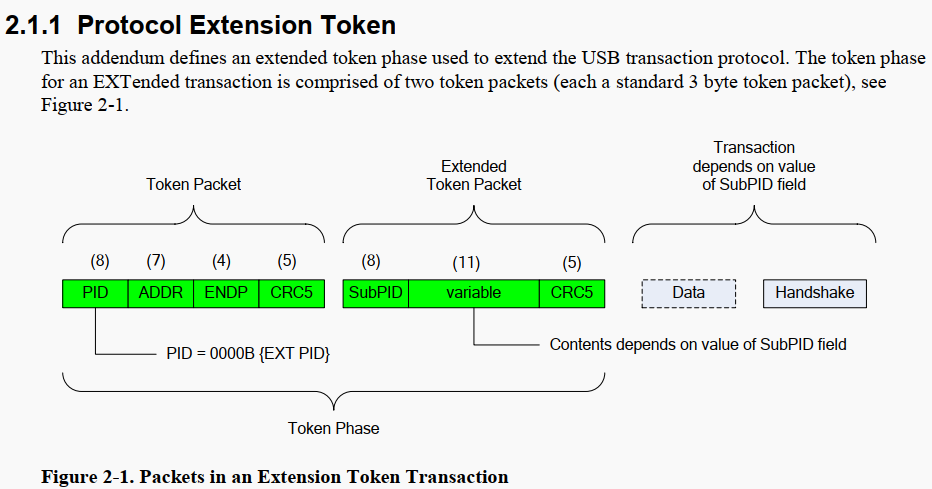 2.1.1 Protocol Extension Token
This addendum defines an extended token phase used to extend the USB transaction protocol. The token phase
for an EXTended transaction is comprised of two token packets (each a standard 3 byte token packet), see
Figure 2-1.
Transaction
depends on value
of SubPID field
Extended
Token Packet
Token Packet
(8) (7) (4) (5) (8) (11) (5)
PID ADDR ENDP CRC5 SubPID variable CRC5 Data Handshake
Contents depends on value of SubPID field
PID = 0000B {EXT PID}
Token Phase
Figure 2-1. Packets in an Extension Token Transaction